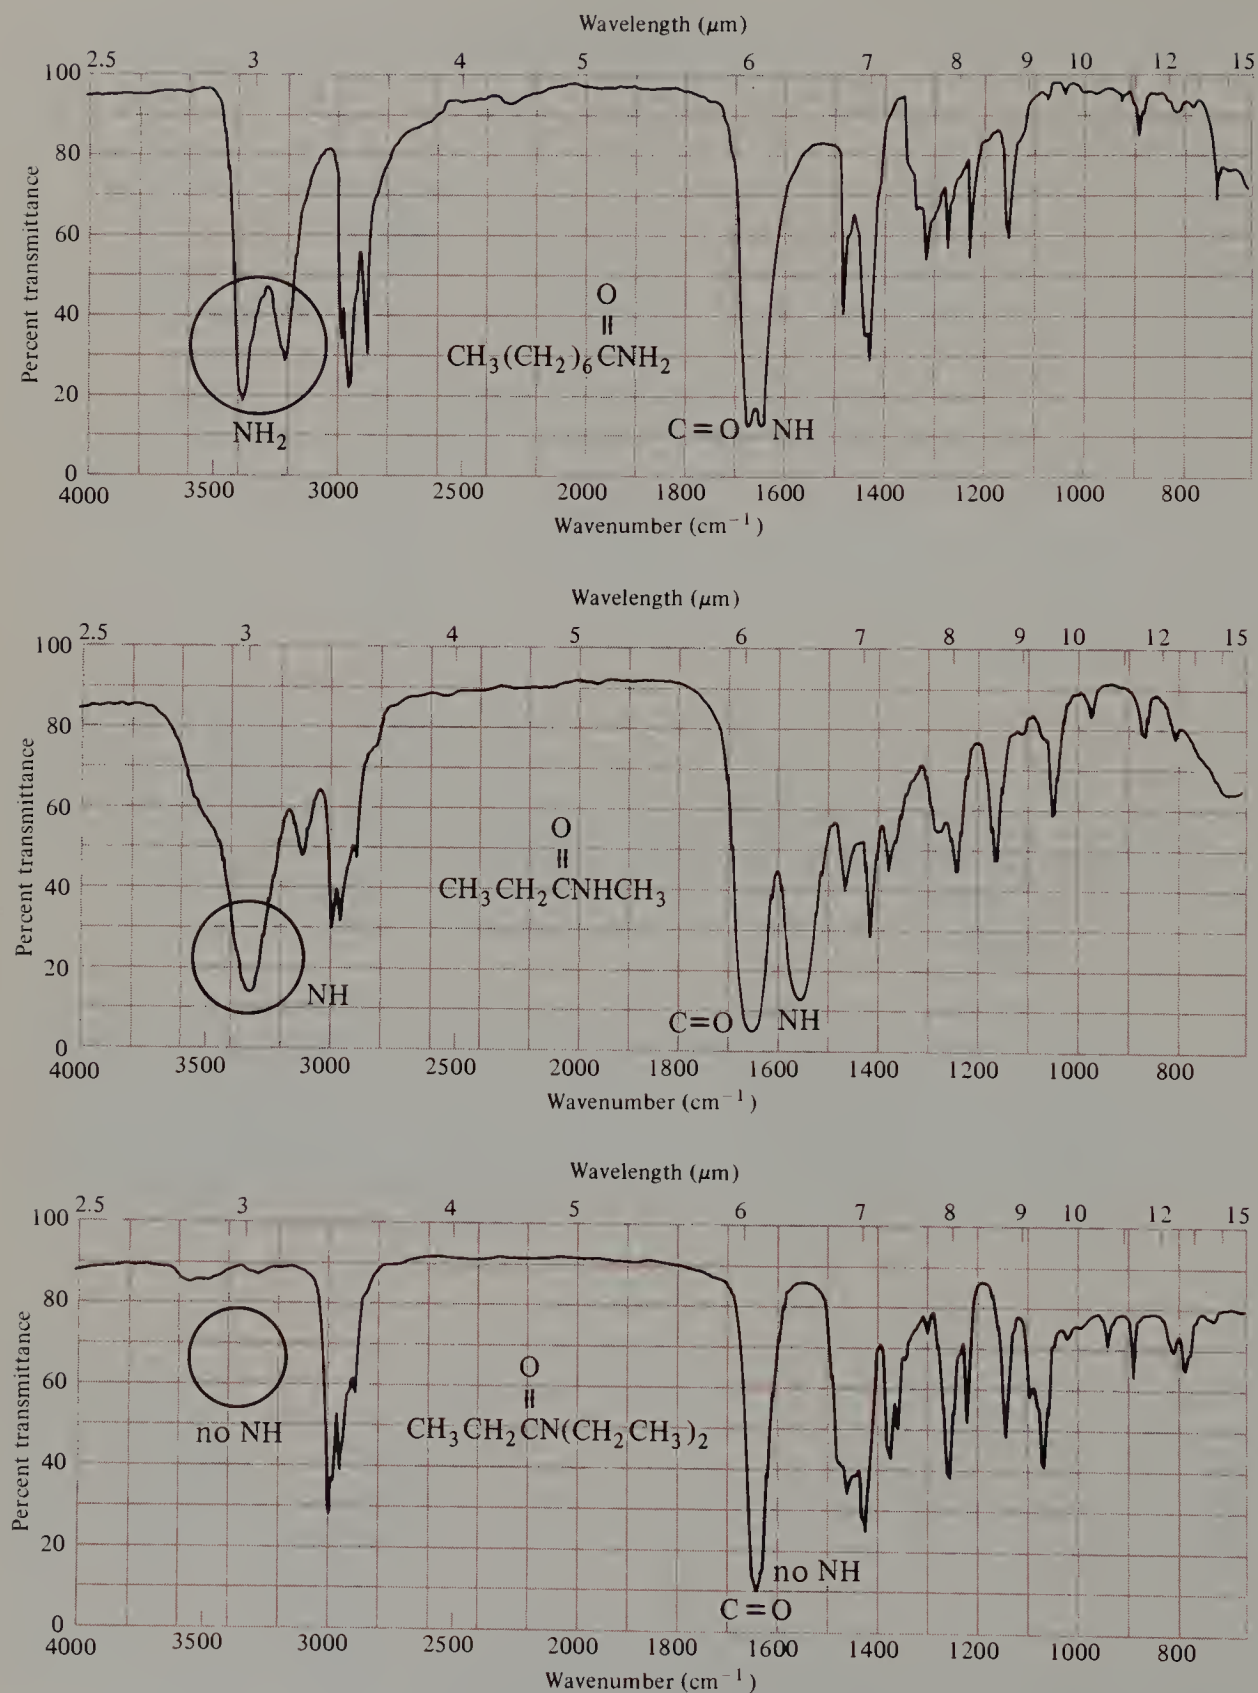 Wavelength (μm)
2.5 3 4 5 6 7 8 9 10 12 15
100
80
60
40
20
0
Percent transmittance
O
||
CH₃(CH₂)₆CNH₂
NH₂
C=O NH
4000 3500 3000 2500 2000 1800 1600 1400 1200 1000 800
Wavenumber (cm⁻¹)
Wavelength (μm)
2.5 3 4 5 6 7 8 9 10 12 15
100
80
60
40
20
0
Percent transmittance
O
||
CH₃CH₂CNHCH₃
NH
C=O NH
4000 3500 3000 2500 2000 1800 1600 1400 1200 1000 800
Wavenumber (cm⁻¹)
Wavelength (μm)
2.5 3 4 5 6 7 8 9 10 12 15
100
80
60
40
20
0
Percent transmittance
O
||
CH₃CH₂CN(CH₂CH₃)₂
no NH
no NH
C=O
4000 3500 3000 2500 2000 1800 1600 1400 1200 1000 800
Wavenumber (cm⁻¹)